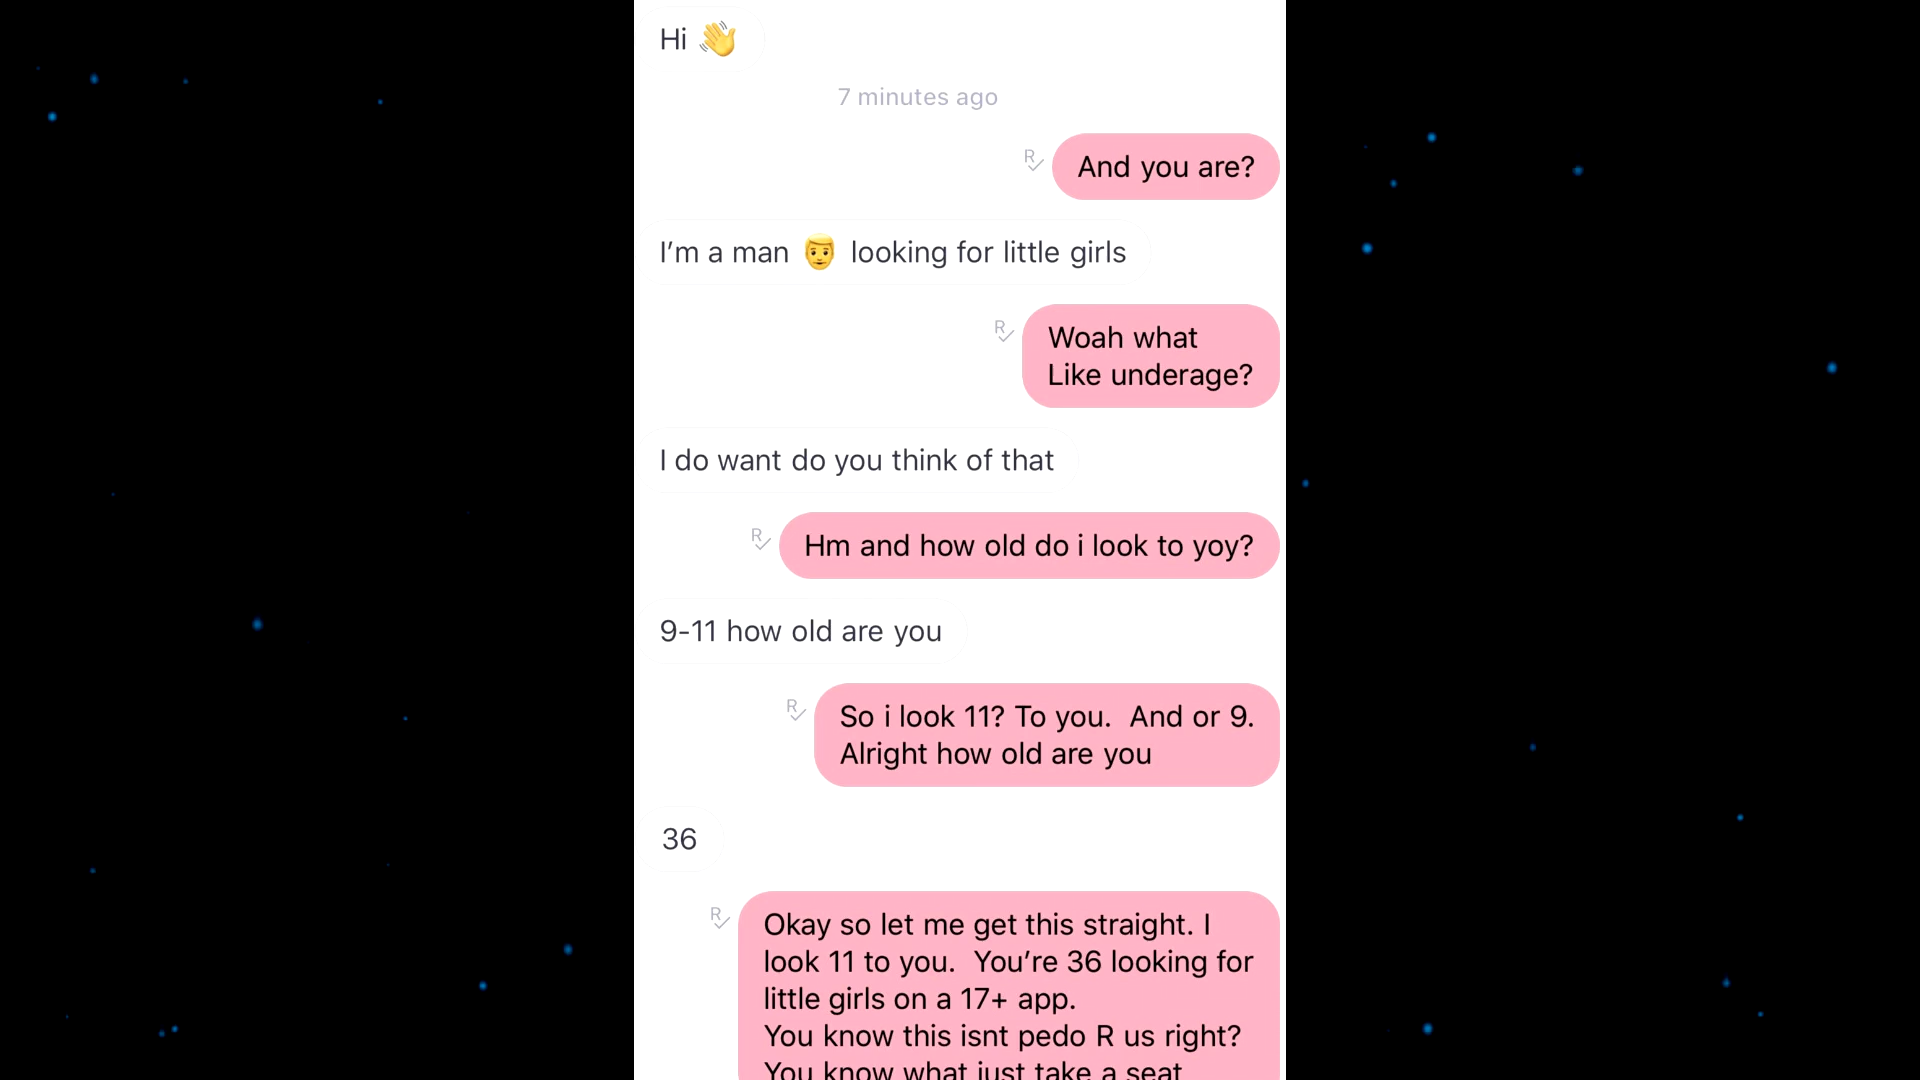 Hi 👋
7 minutes ago
And you are?
I’m a man 👨 looking for little girls
Woah what
Like underage?
I do want do you think of that
Hm and how old do i look to yoy?
9-11 how old are you
So i look 11? To you.  And or 9.
Alright how old are you
36
Okay so let me get this straight. I
look 11 to you.  You’re 36 looking for
little girls on a 17+ app.
You know this isnt pedo R us right?
You know what just take a seat